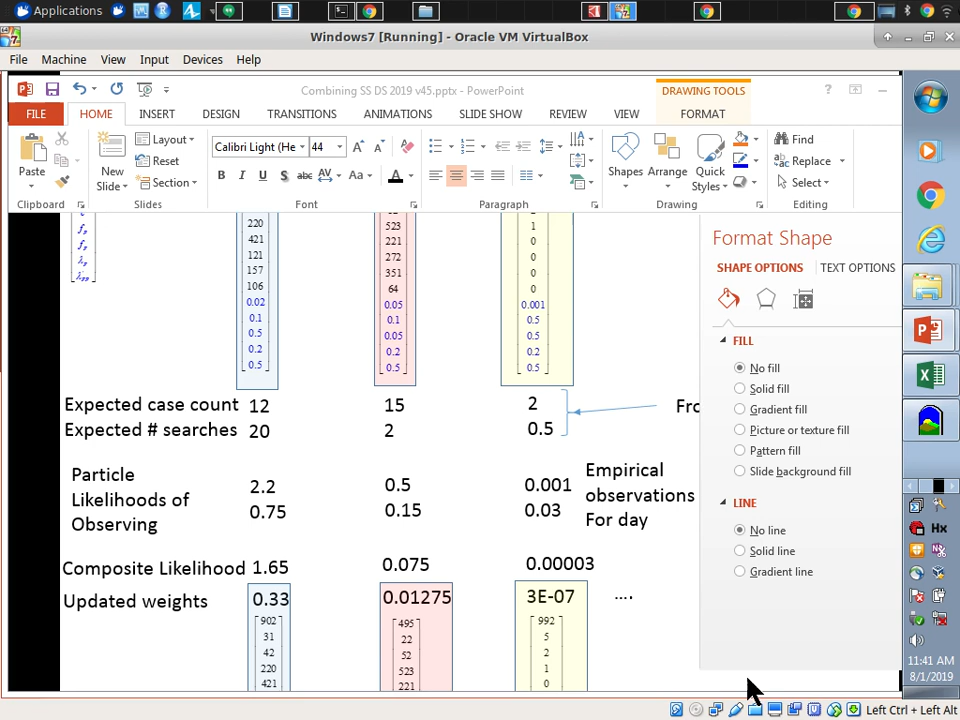 Applications
Windows7 [Running] - Oracle VM VirtualBox
File Machine View Input Devices Help
Combining SS DS 2019 v45.pptx - PowerPoint
DRAWING TOOLS
?
FILE HOME INSERT DESIGN TRANSITIONS ANIMATIONS SLIDE SHOW REVIEW VIEW FORMAT
Paste
New
Slide
Layout
Reset
Section
Calibri Light (He 44
B I U S abc AV Aa A
Shapes
Arrange
Quick
Styles
Find
Replace
Select
Clipboard Slides Font Paragraph Drawing Editing
220
421
121
157
106
0.02
0.1
0.5
0.2
0.5
523
221
272
351
64
0.05
0.1
0.05
0.2
0.5
1
0
0
0
0
0.001
0.5
0.5
0.2
0.5
Expected case count 12 15 2 Fro
Expected # searches 20 2 0.5
Particle
Likelihoods of
Observing
2.2 0.5 0.001
0.75 0.15 0.03
Empirical
observations
For day
Composite Likelihood 1.65 0.075 0.00003
Updated weights 0.33 0.01275 3E-07 ....
902
31
42
220
421
495
22
52
523
221
992
5
2
1
0
Format Shape
SHAPE OPTIONS TEXT OPTIONS
FILL
No fill
Solid fill
Gradient fill
Picture or texture fill
Pattern fill
Slide background fill
LINE
No line
Solid line
Gradient line
Hx
11:41 AM
8/1/2019
Left Ctrl + Left Alt